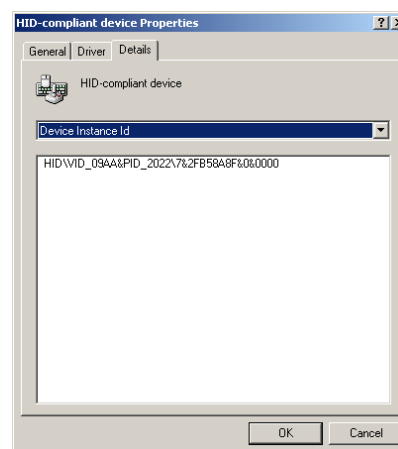 HID-compliant device Properties
General Driver Details
HID-compliant device
Device Instance Id
HID\VID_09AA&PID_2022\7&2FB58A8F&0&0000
OK Cancel